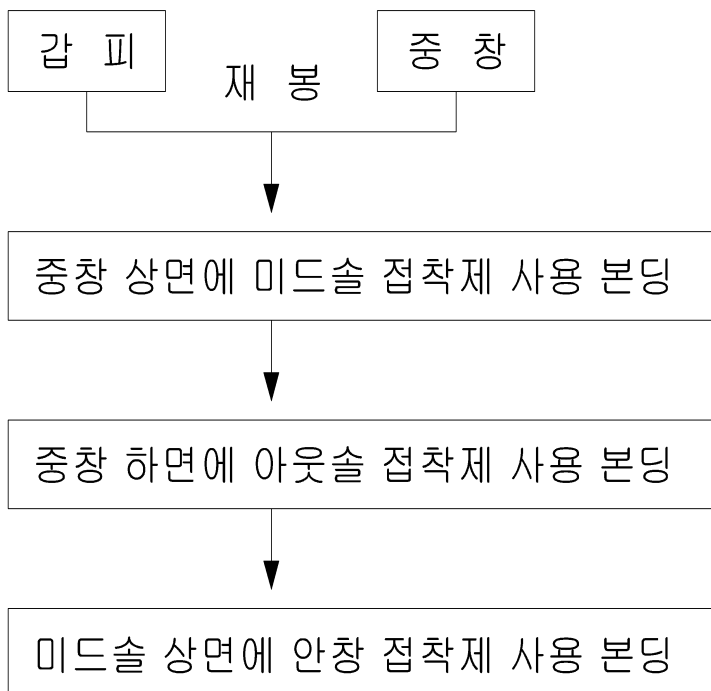 갑 피
재 봉
중 창
중창 상면에 미드솔 접착제 사용 본딩
중창 하면에 아웃솔 접착제 사용 본딩
미드솔 상면에 안창 접착제 사용 본딩